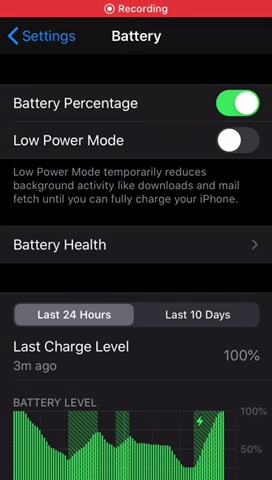 Recording
Settings
Battery
Battery Percentage
Low Power Mode
Low Power Mode temporarily reduces
background activity like downloads and mail
fetch until you can fully charge your iPhone.
Battery Health
Last 24 Hours
Last 10 Days
Last Charge Level
100%
3m ago
BATTERY LEVEL
100%
50%